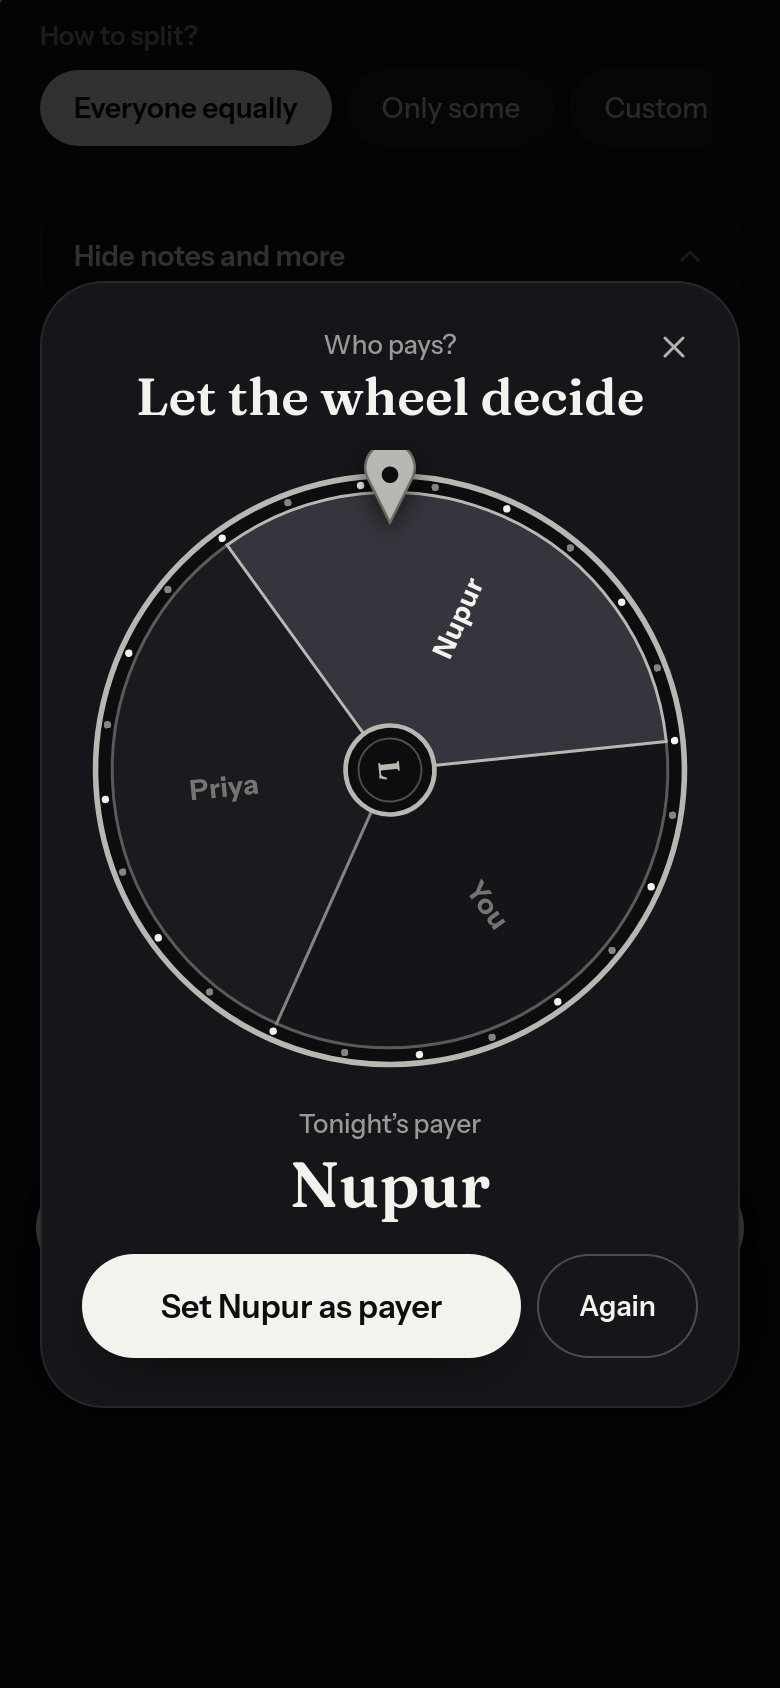 How to split?
Everyone equally
Only some
Custom
Hide notes and more
Who pays?
Let the wheel decide
Nupur
Priya
L
You
Tonight’s payer
Nupur
Set Nupur as payer
Again